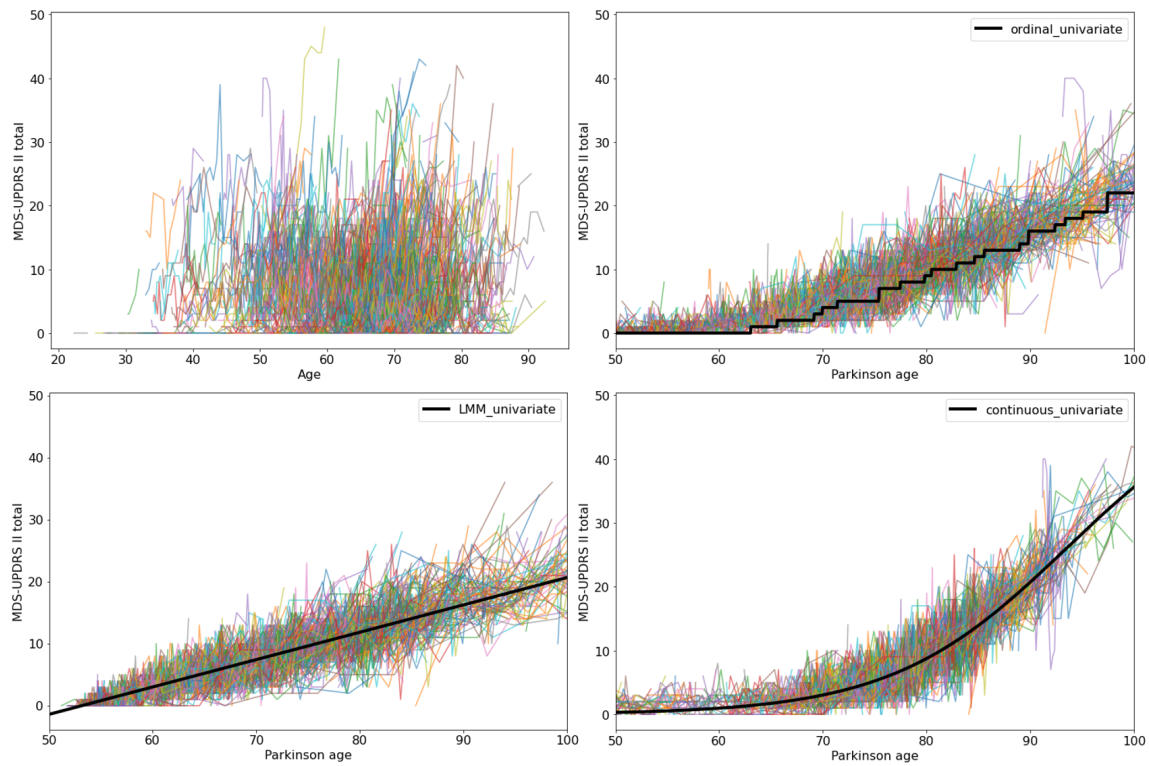 50
40
30
20
10
0
MDS-UPDRS II total
20 30 40 50 60 70 80 90
Age
50
40
30
20
10
0
MDS-UPDRS II total
ordinal_univariate
50 60 70 80 90 100
Parkinson age
50
40
30
20
10
0
MDS-UPDRS II total
LMM_univariate
50 60 70 80 90 100
Parkinson age
50
40
30
20
10
0
MDS-UPDRS II total
continuous_univariate
50 60 70 80 90 100
Parkinson age